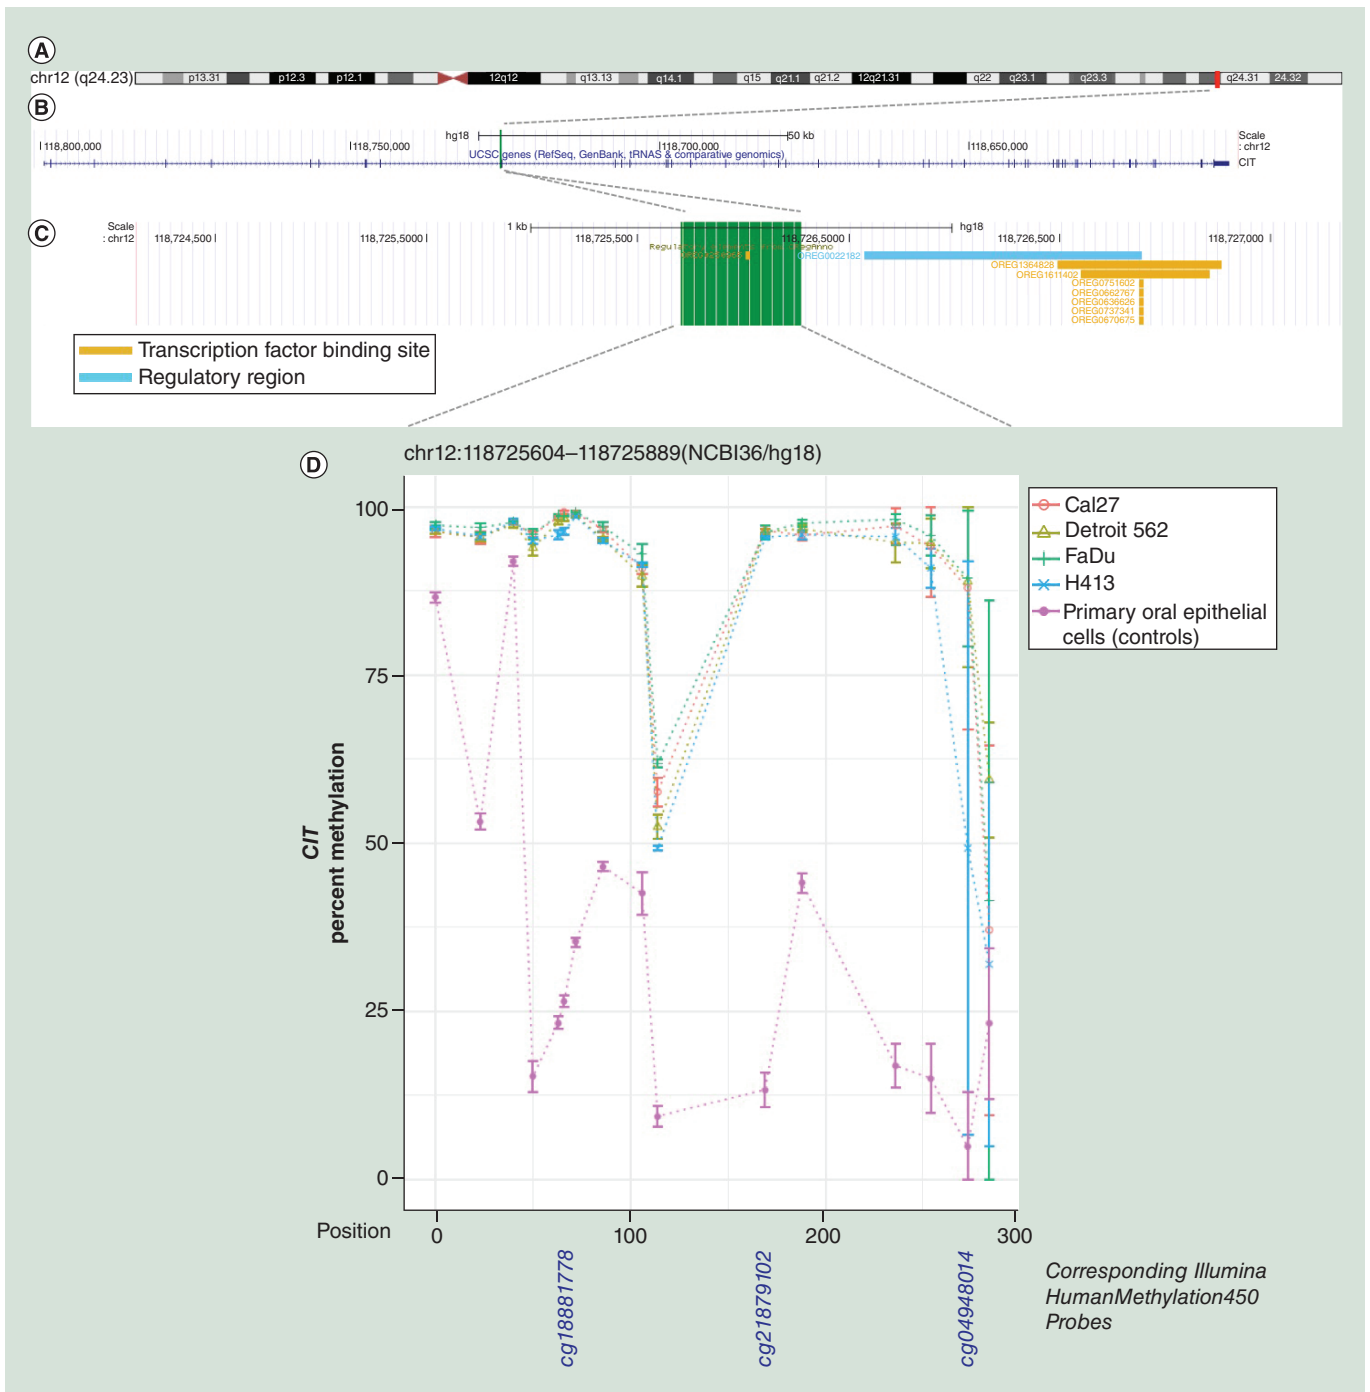 A
chr12 (q24.23)
p13.31
p12.3
p12.1
12q12
q13.13
q14.1
q15
q21.1
q21.2
12q21.31
q22
q23.1
q23.3
q24.31
24.32
B
hg18
50 kb
Scale
118,800,000
118,750,000
118,700,000
118,650,000
: chr12
UCSC genes (RefSeq, GenBank, tRNAS & comparative genomics)
CIT
C
Scale
1 kb
hg18
: chr12
118,724,500
118,725,5000
118,725,500
118,726,5000
118,726,500
118,727,000
OREG0022182
OREG1364828
OREG1611402
OREG0751602
OREG0662767
OREG0636626
OREG0737341
OREG0670675
Transcription factor binding site
Regulatory region
D
chr12:118725604–118725889(NCBI36/hg18)
100
75
50
25
0
CIT
percent methylation
Cal27
Detroit 562
FaDu
H413
Primary oral epithelial
cells (controls)
Position
0
100
200
300
cg18881778
cg21879102
cg04948014
Corresponding Illumina
HumanMethylation450
Probes